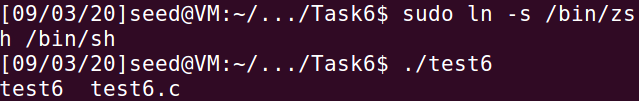 [09/03/20]seed@VM:~/.../Task6$ sudo ln -s /bin/zs
h /bin/sh
[09/03/20]seed@VM:~/.../Task6$ ./test6
test6  test6.c